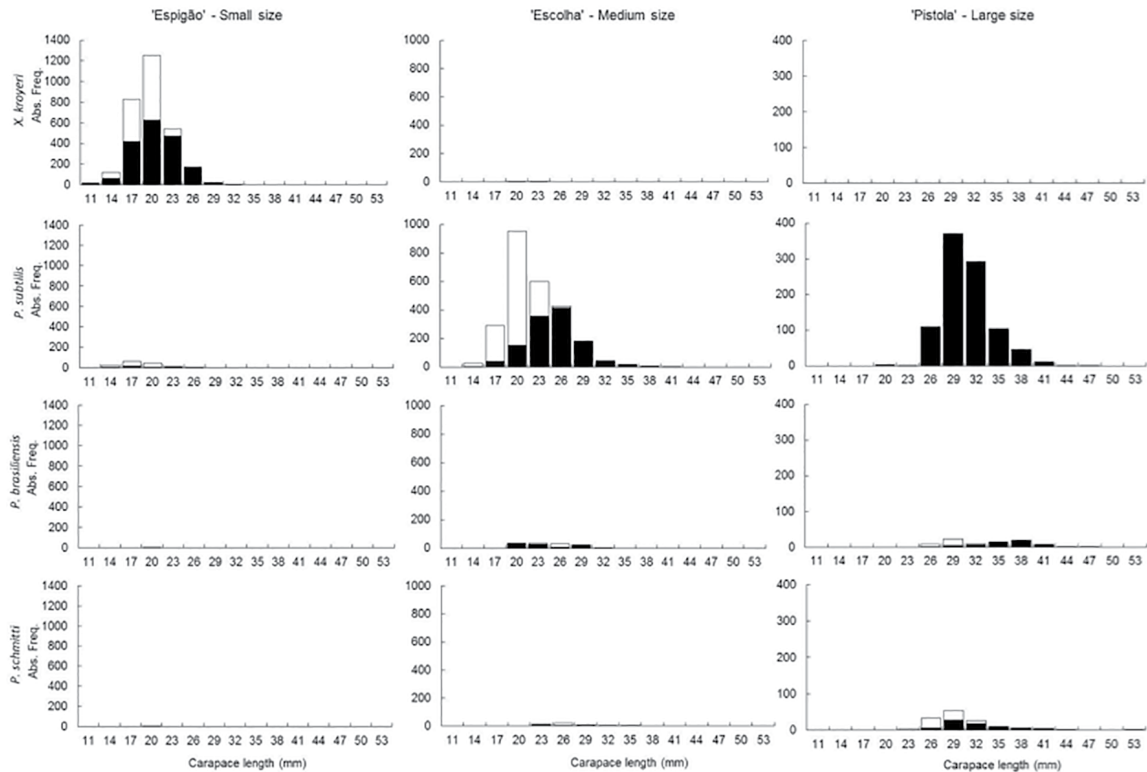 'Espigão' - Small size
'Escolha' - Medium size
'Pistola' - Large size
X. kroyeri
Abs. Freq.
1400
1200
1000
800
600
400
200
0
11 14 17 20 23 26 29 32 35 38 41 44 47 50 53
1000
800
600
400
200
0
11 14 17 20 23 26 29 32 35 38 41 44 47 50 53
400
300
200
100
0
11 14 17 20 23 26 29 32 35 38 41 44 47 50 53
P. subtilis
Abs. Freq.
1400
1200
1000
800
600
400
200
0
11 14 17 20 23 26 29 32 35 38 41 44 47 50 53
1000
800
600
400
200
0
11 14 17 20 23 26 29 32 35 38 41 44 47 50 53
400
300
200
100
0
11 14 17 20 23 26 29 32 35 38 41 44 47 50 53
P. brasiliensis
Abs. Freq.
1400
1200
1000
800
600
400
200
0
11 14 17 20 23 26 29 32 35 38 41 44 47 50 53
1000
800
600
400
200
0
11 14 17 20 23 26 29 32 35 38 41 44 47 50 53
400
300
200
100
0
11 14 17 20 23 26 29 32 35 38 41 44 47 50 53
P. schmitti
Abs. Freq.
1400
1200
1000
800
600
400
200
0
11 14 17 20 23 26 29 32 35 38 41 44 47 50 53
Carapace length (mm)
1000
800
600
400
200
0
11 14 17 20 23 26 29 32 35 38 41 44 47 50 53
Carapace length (mm)
400
300
200
100
0
11 14 17 20 23 26 29 32 35 38 41 44 47 50 53
Carapace length (mm)